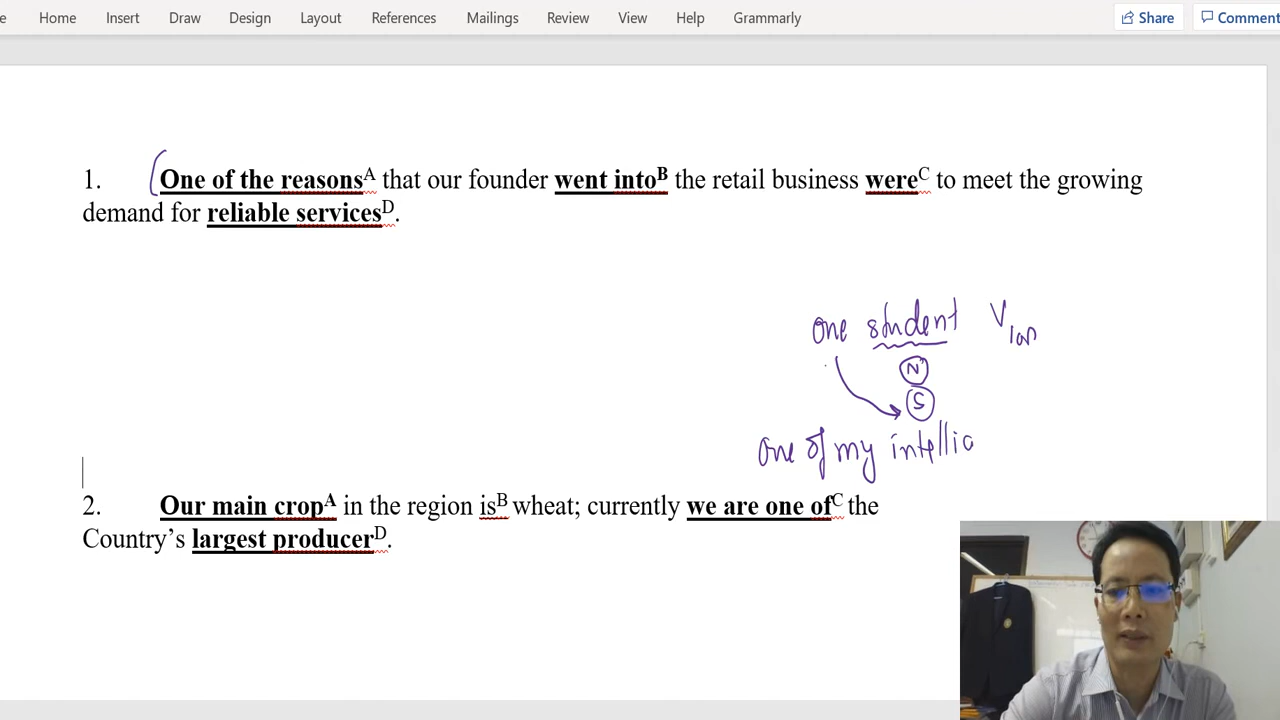 Home Insert Draw Design Layout References Mailings Review View Help Grammarly Share Comment
1. One of the reasonsA that our founder went intoB the retail business wereC to meet the growing
demand for reliable servicesD.
one student
N
S
one of my intellic
2. Our main cropA in the region isB wheat; currently we are one ofC the
Country's largest producerD.